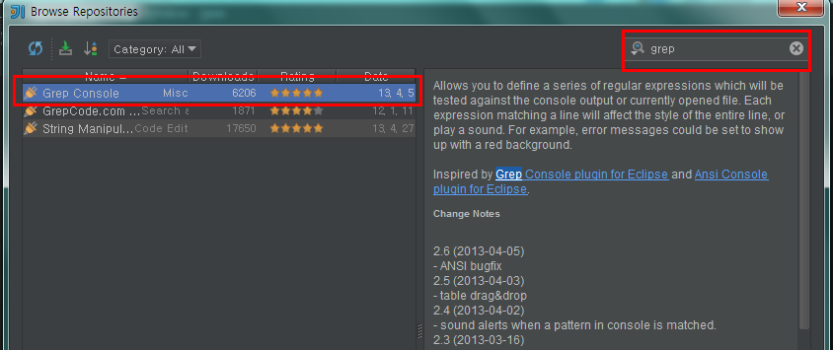 Browse Repositories
Category: All
grep
Name Downloads Rating Date
Grep Console Misc 6206 13, 4, 5
GrepCode.com ...Search e 1871 12, 1, 11
String Manipul...Code Edit 17650 13, 4, 27
Allows you to define a series of regular expressions which will be
tested against the console output or currently opened file. Each
expression matching a line will affect the style of the entire line, or
play a sound. For example, error messages could be set to show
up with a red background.
Inspired by Grep Console plugin for Eclipse and Ansi Console
plugin for Eclipse.
Change Notes
2.6 (2013-04-05)
- ANSI bugfix
2.5 (2013-04-03)
- table drag&drop
2.4 (2013-04-02)
- sound alerts when a pattern in console is matched.
2.3 (2013-03-16)